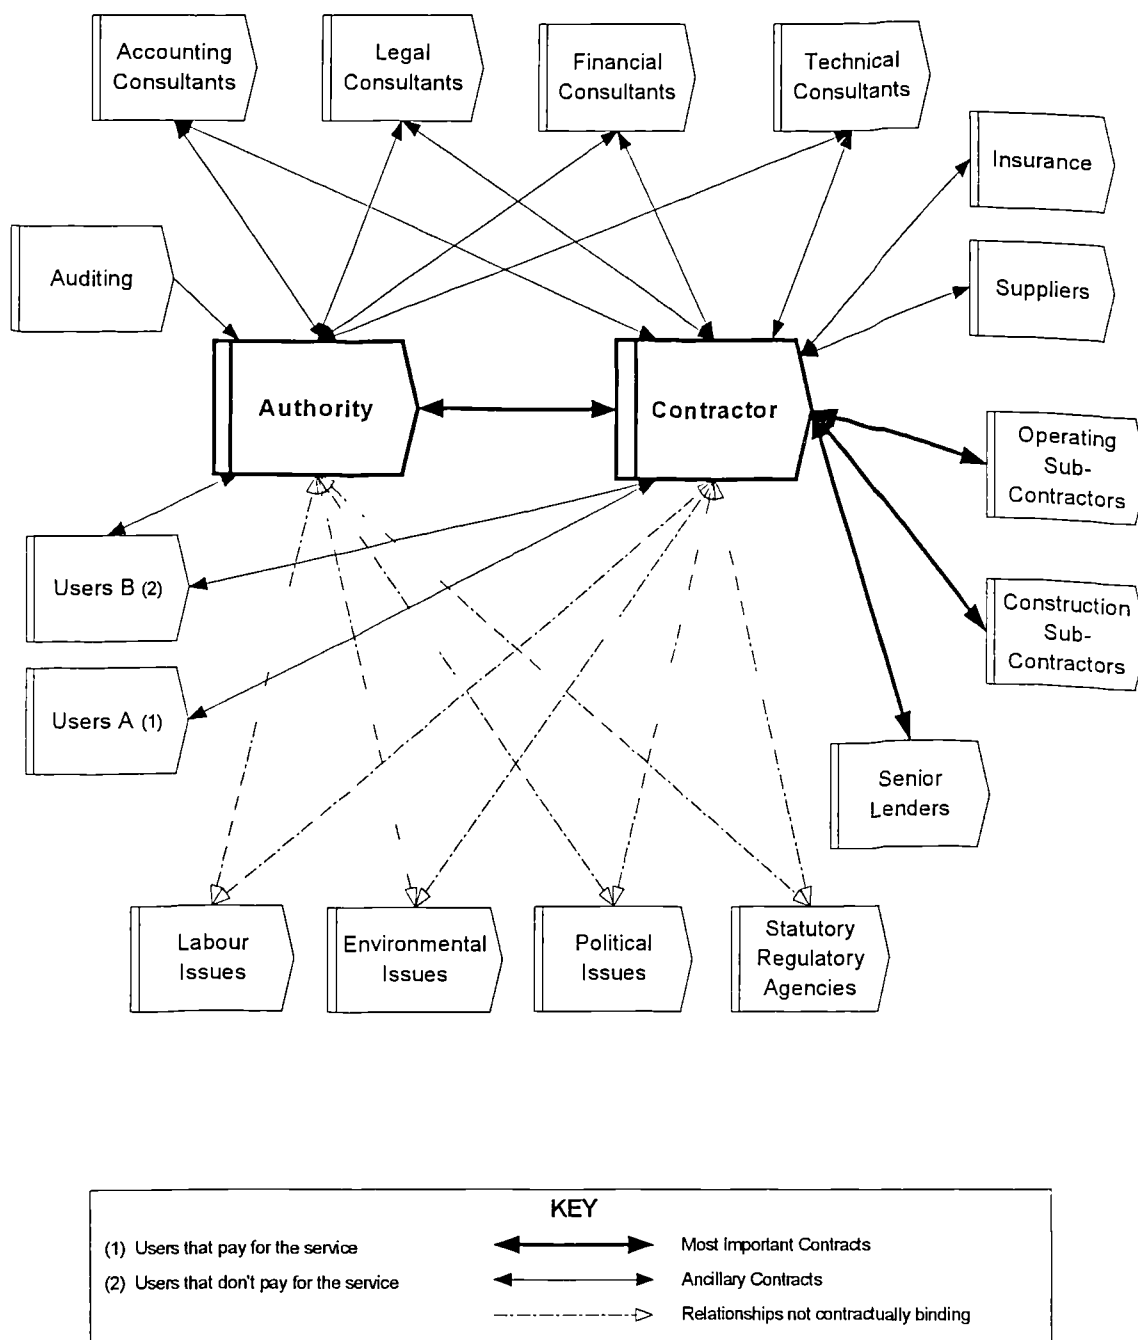 Accounting
Consultants
Legal
Consultants
Financial
Consultants
Technical
Consultants
Insurance
Auditing
Suppliers
Authority
Contractor
Operating
Sub-
Contractors
Users B (2)
Construction
Sub-
Contractors
Users A (1)
Senior
Lenders
Labour
Issues
Environmental
Issues
Political
Issues
Statutory
Regulatory
Agencies
KEY
(1) Users that pay for the service
Most Important Contracts
(2) Users that don't pay for the service
Ancillary Contracts
Relationships not contractually binding